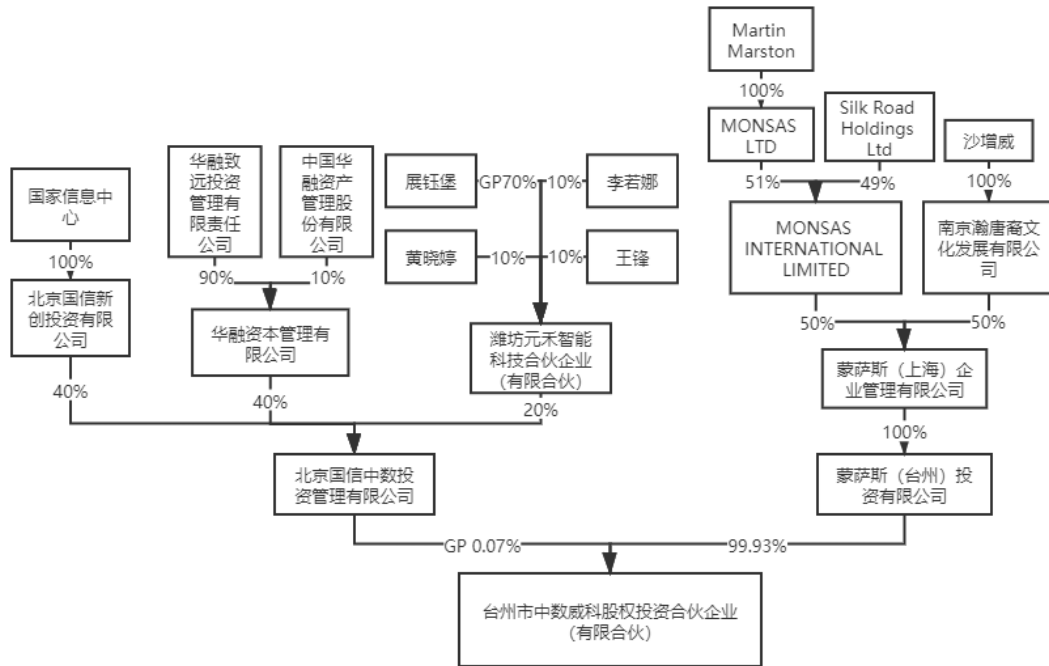 Martin
Marston
100%
MONSAS
LTD
Silk Road
Holdings
Ltd
沙增威
51%
49%
100%
国家信息中
心
华融致
远投资
管理有
限责任
公司
中国华
融资产
管理股
份有限
公司
展钰堡
GP70%
10%
李若娜
黄晓婷
10%
10%
王锋
MONSAS
INTERNATIONAL
LIMITED
南京瀚唐裔文
化发展有限公
司
100%
90%
10%
50%
50%
北京国信新
创投资有限
公司
华融资本管理有
限公司
潍坊元禾智能
科技合伙企业
（有限合伙）
蒙萨斯（上海）企
业管理有限公司
40%
40%
20%
100%
北京国信中数投
资管理有限公司
蒙萨斯（台州）投
资有限公司
GP 0.07%
99.93%
台州市中数威科股权投资合伙企业
（有限合伙）